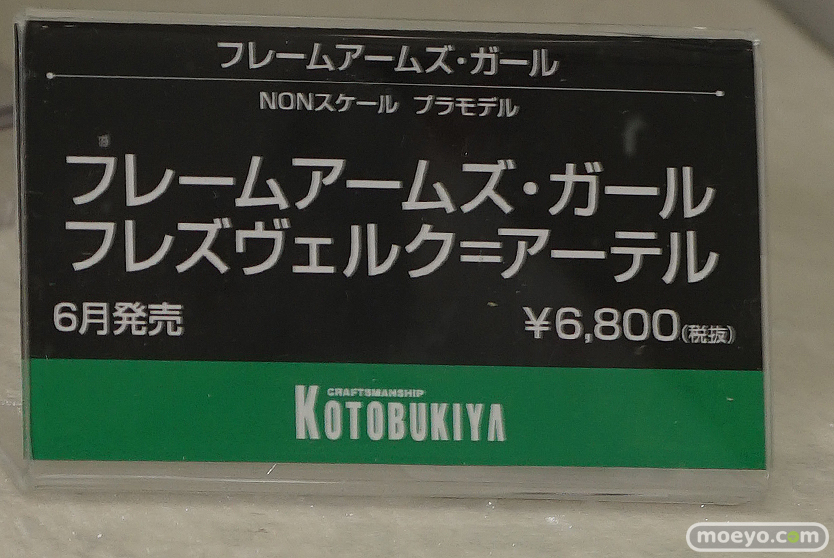 フレームアームズ・ガール
NONスケール プラモデル
フレームアームズ・ガール
フレズヴェルク=アーテル
6月発売
¥6,800(税抜)
CRAFTSMANSHIP
KOTOBUKIYA
moeyo.com